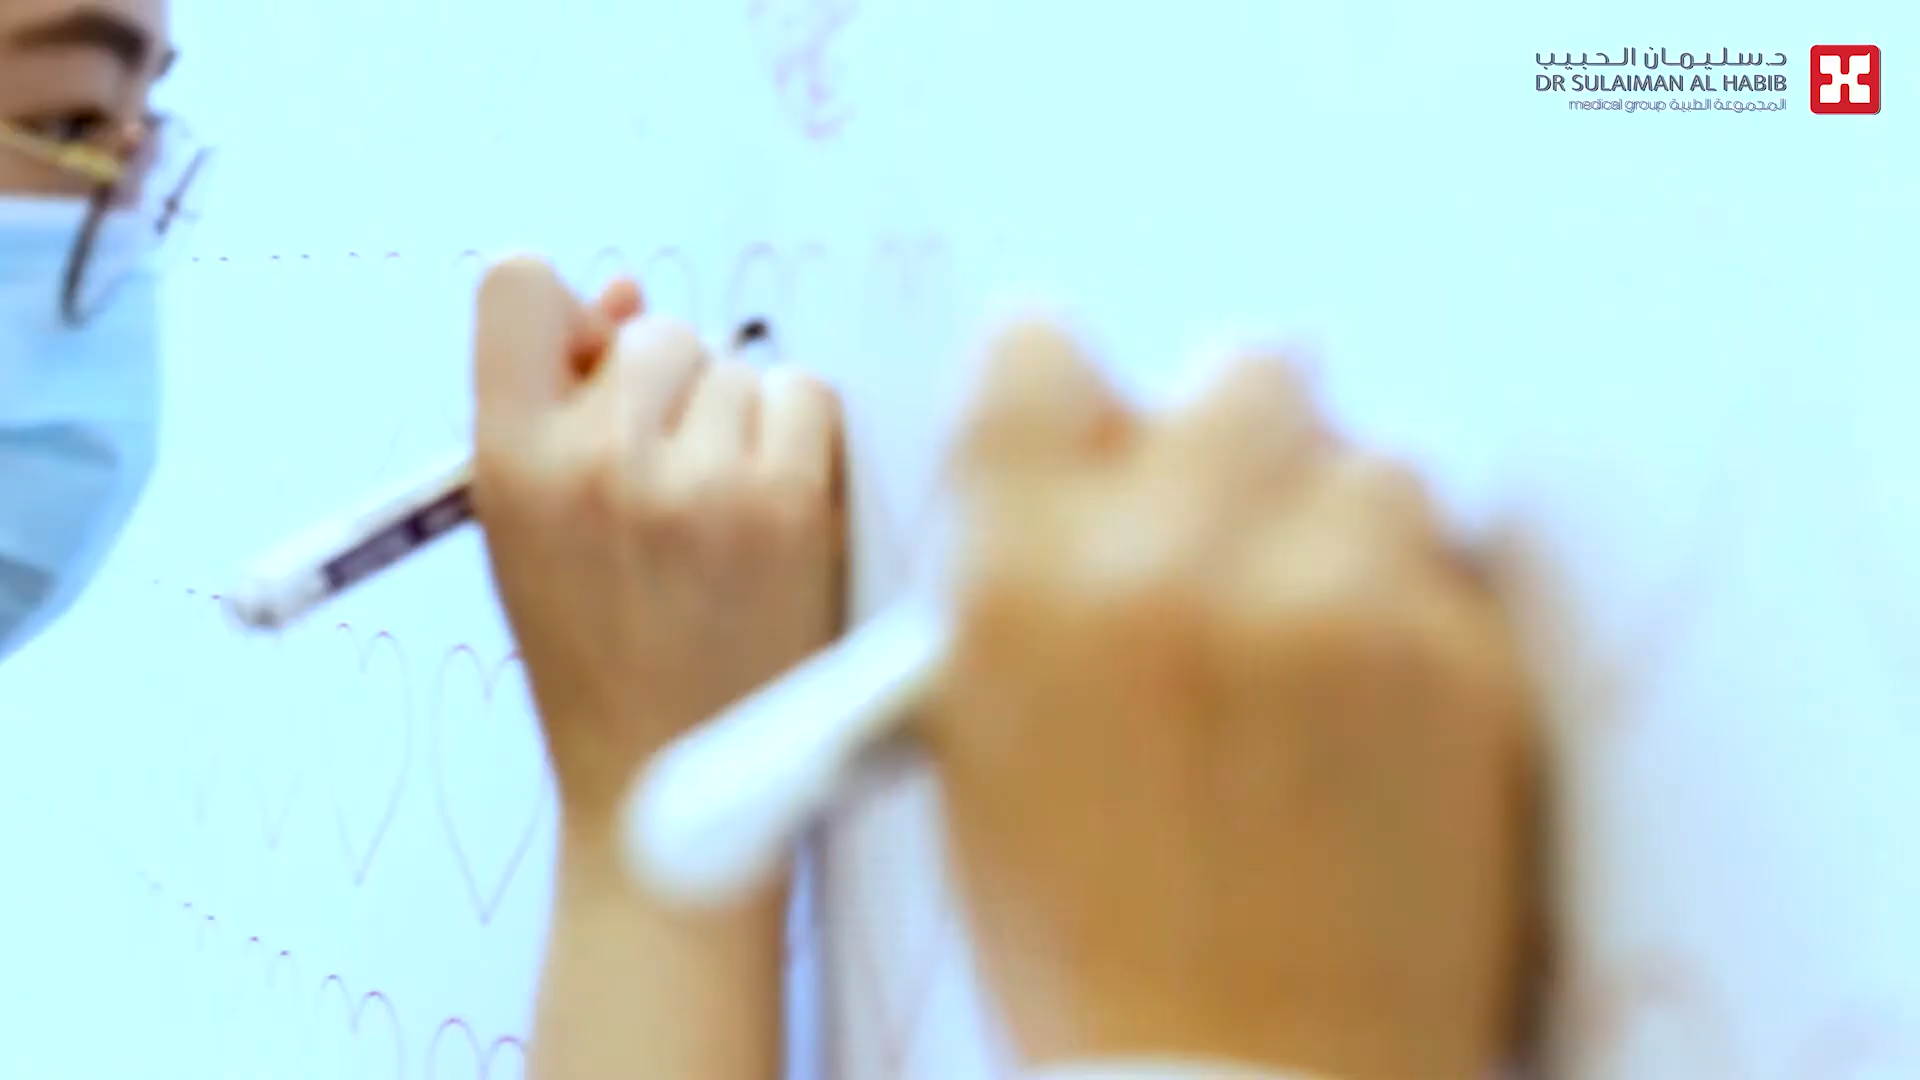 د.سليمان الحبيب
DR SULAIMAN AL HABIB
medical group المجموعة الطبية